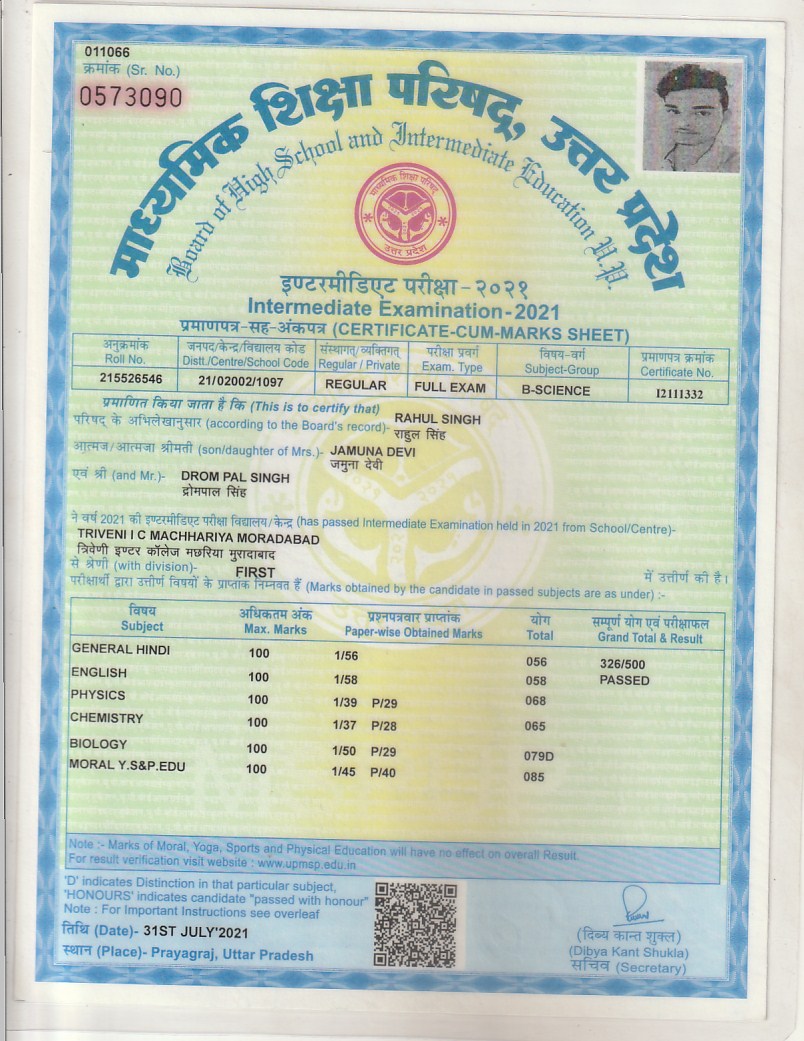 011066
क्रमांक (Sr. No.)
0573090
माध्यमिक शिक्षा परिषद्, उत्तर प्रदेश
Board of High School and Intermediate Education U.P.
माध्यमिक शिक्षा परिषद्
उत्तर प्रदेश
इण्टरमीडिएट परीक्षा - २०२१
Intermediate Examination - 2021
प्रमाणपत्र-सह-अंकपत्र (CERTIFICATE-CUM-MARKS SHEET)
अनुक्रमांक जनपद/केन्द्र/विद्यालय कोड संस्थागत्/व्यक्तिगत् परीक्षा प्रवर्ग विषय-वर्ग प्रमाणपत्र क्रमांक
Roll No. Distt./Centre/School Code Regular / Private Exam. Type Subject-Group Certificate No.
215526546 21/02002/1097 REGULAR FULL EXAM B-SCIENCE I2111332
प्रमाणित किया जाता है कि (This is to certify that)
परिषद् के अभिलेखानुसार (according to the Board's record)- RAHUL SINGH
राहुल सिंह
आत्मज/आत्मजा श्रीमती (son/daughter of Mrs.)- JAMUNA DEVI
जमुना देवी
एवं श्री (and Mr.)- DROM PAL SINGH
द्रोमपाल सिंह
ने वर्ष 2021 की इण्टरमीडिएट परीक्षा विद्यालय/केन्द्र (has passed Intermediate Examination held in 2021 from School/Centre)-
TRIVENI I C MACHHARIYA MORADABAD
त्रिवेणी इण्टर कॉलेज मछरिया मुरादाबाद
से श्रेणी (with division)- FIRST में उत्तीर्ण की है।
परीक्षार्थी द्वारा उत्तीर्ण विषयों के प्राप्तांक निम्नवत हैं (Marks obtained by the candidate in passed subjects are as under) :-
विषय अधिकतम अंक प्रश्नपत्रवार प्राप्तांक योग सम्पूर्ण योग एवं परीक्षाफल
Subject Max. Marks Paper-wise Obtained Marks Total Grand Total & Result
GENERAL HINDI 100 1/56 056 326/500
ENGLISH 100 1/58 058 PASSED
PHYSICS 100 1/39 P/29 068
CHEMISTRY 100 1/37 P/28 065
BIOLOGY 100 1/50 P/29 079D
MORAL Y.S&P.EDU 100 1/45 P/40 085
Note :- Marks of Moral, Yoga, Sports and Physical Education will have no effect on overall Result.
For result verification visit website : www.upmsp.edu.in
'D' indicates Distinction in that particular subject,
'HONOURS' indicates candidate "passed with honour"
Note : For Important Instructions see overleaf
तिथि (Date)- 31ST JULY'2021
स्थान (Place)- Prayagraj, Uttar Pradesh
(दिव्य कान्त शुक्ल)
(Dibya Kant Shukla)
सचिव (Secretary)